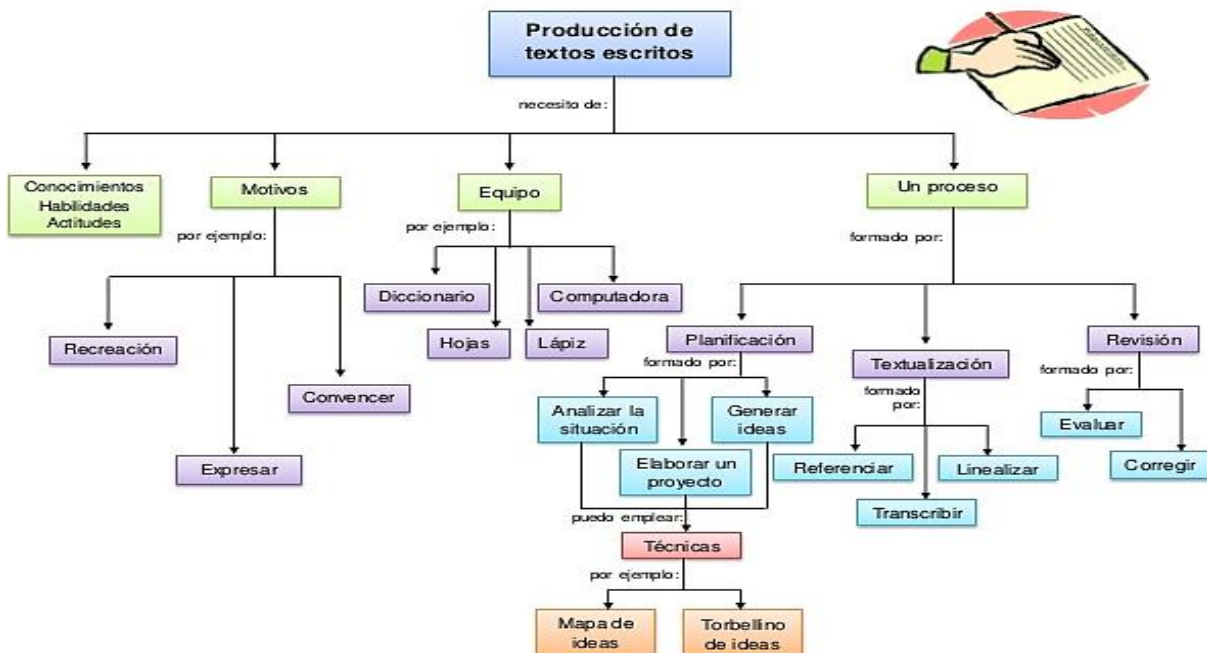 Producción de
textos escritos
necesito de:
Conocimientos
Habilidades
Actitudes
Motivos
Equipo
Un proceso
por ejemplo:
por ejemplo:
formado por:
Diccionario
Computadora
Hojas
Lápiz
Recreación
Convencer
Expresar
Planificación
Textualización
Revisión
formado por:
formado
por:
formado por:
Analizar la
situación
Generar
ideas
Elaborar un
proyecto
Referenciar
Linealizar
Transcribir
Evaluar
Corregir
puedo emplear:
Técnicas
por ejemplo:
Mapa de
ideas
Torbellino
de ideas